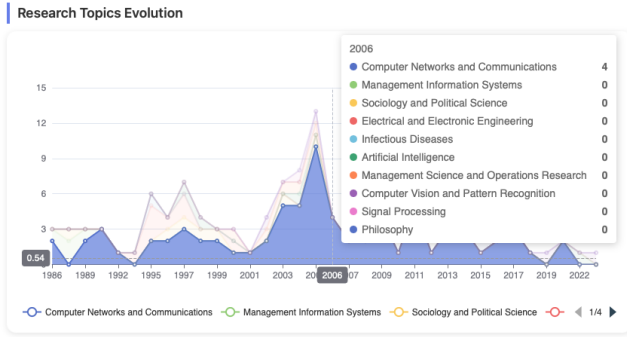 Research Topics Evolution
2006
Computer Networks and Communications 4
Management Information Systems 0
Sociology and Political Science 0
Electrical and Electronic Engineering 0
Infectious Diseases 0
Artificial Intelligence 0
Management Science and Operations Research 0
Computer Vision and Pattern Recognition 0
Signal Processing 0
Philosophy 0
15
12
9
6
3
0.54
1986 1989 1992 1995 1997 1999 2001 2003 2006 07 2009 2011 2013 2015 2017 2019 2022
Computer Networks and Communications Management Information Systems Sociology and Political Science 1/4